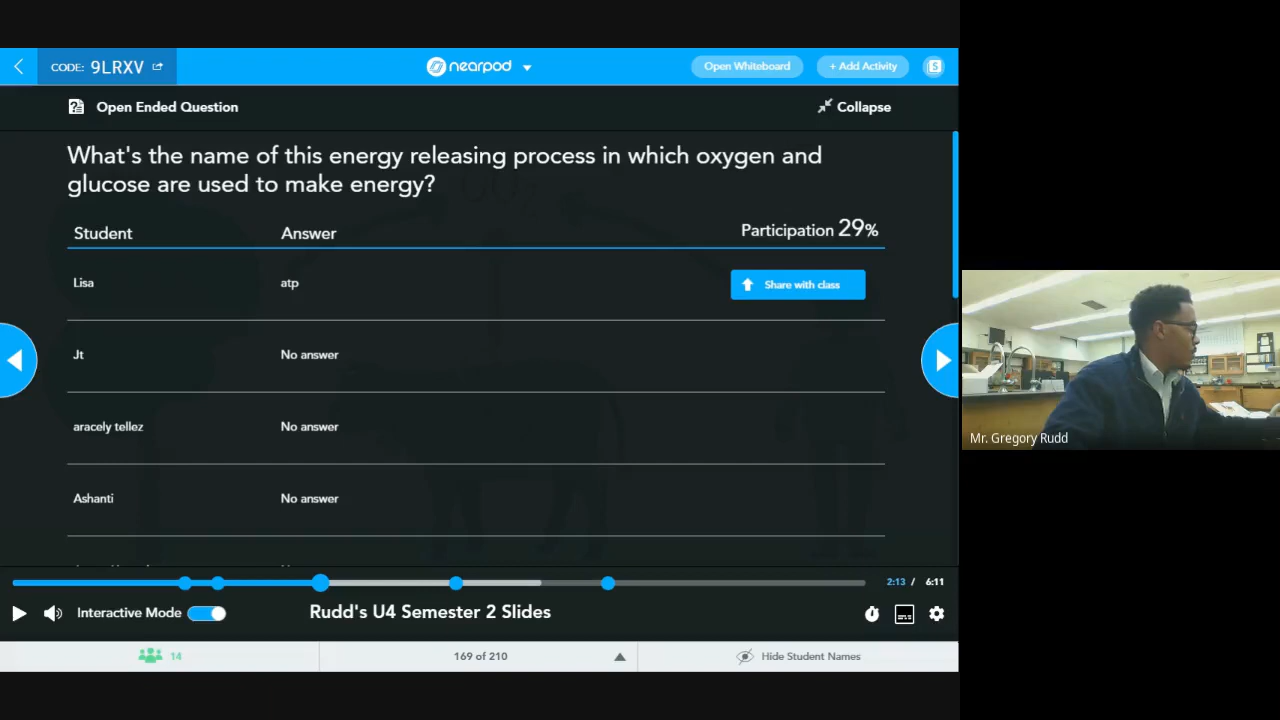 CODE: 9LRXV
nearpod
Open Whiteboard
+ Add Activity
Open Ended Question
Collapse
What's the name of this energy releasing process in which oxygen and
glucose are used to make energy?
Student
Answer
Participation 29%
Lisa
atp
Share with class
Jt
No answer
aracely tellez
No answer
Ashanti
No answer
2:13 / 6:11
Interactive Mode
Rudd's U4 Semester 2 Slides
14
169 of 210
Hide Student Names
Mr. Gregory Rudd